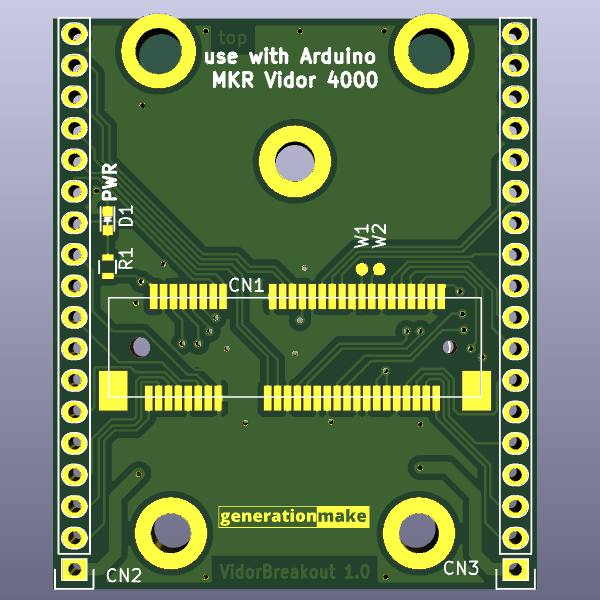 top
use with Arduino
MKR Vidor 4000
PWR
D1
R1
W1
W2
CN1
generationmake
VidorBreakout 1.0
CN2
CN3